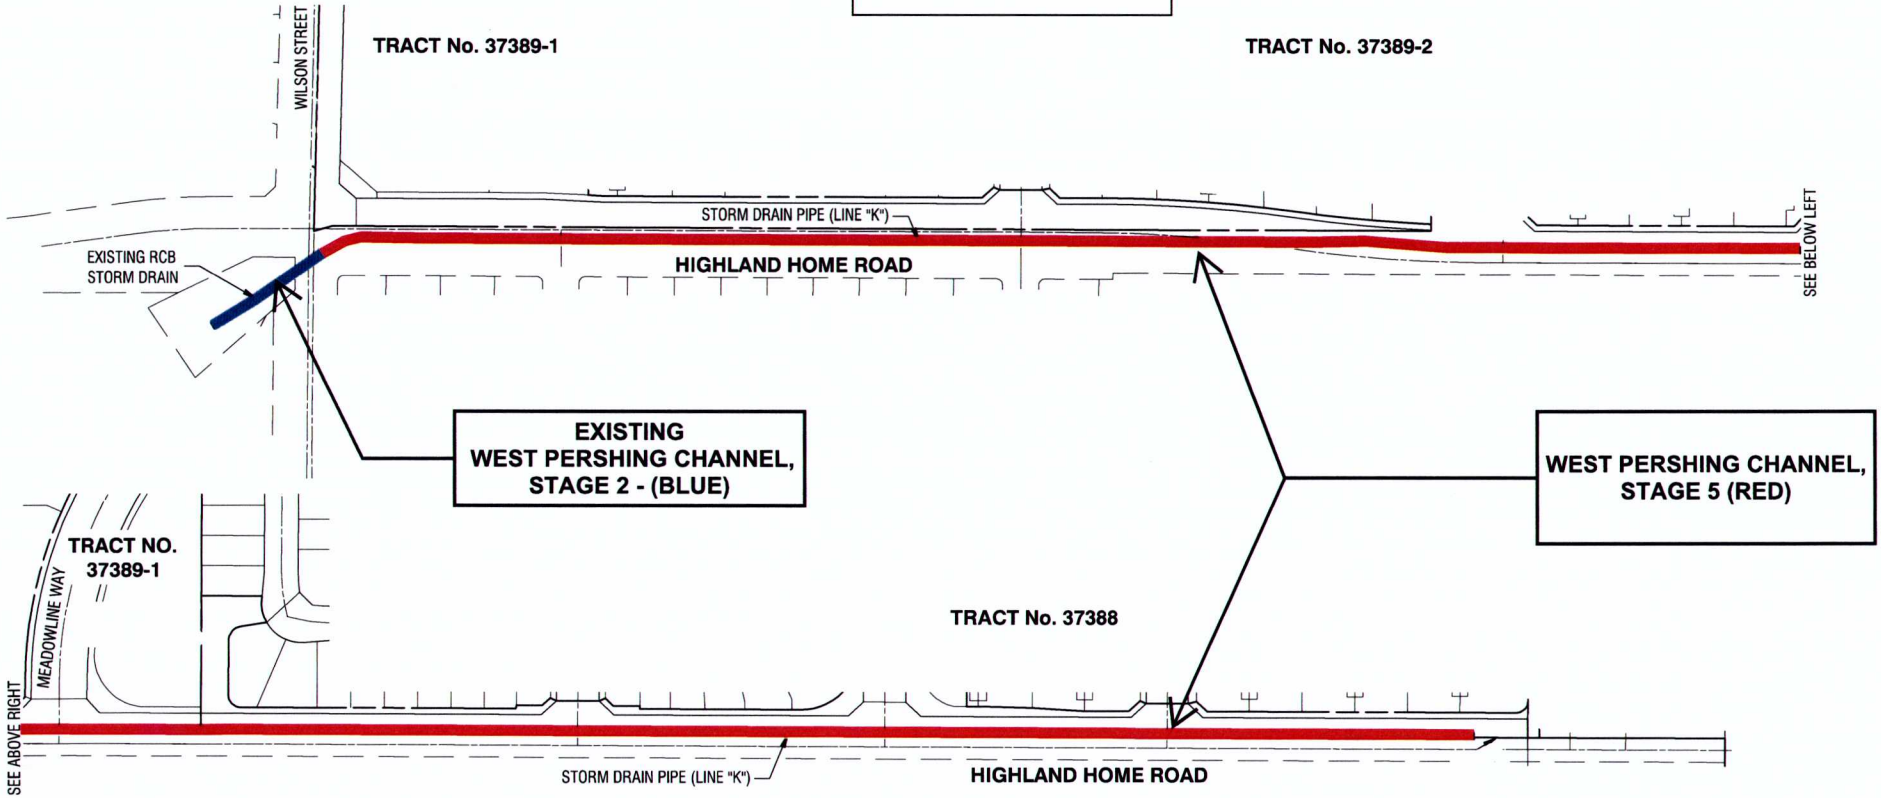 WILSON STREET
TRACT No. 37389-1
TRACT No. 37389-2
STORM DRAIN PIPE (LINE "K")
EXISTING RCB
STORM DRAIN
HIGHLAND HOME ROAD
SEE BELOW LEFT
EXISTING
WEST PERSHING CHANNEL,
STAGE 2 - (BLUE)
WEST PERSHING CHANNEL,
STAGE 5 (RED)
TRACT NO.
37389-1
MEADOWLINE WAY
TRACT No. 37388
SEE ABOVE RIGHT
STORM DRAIN PIPE (LINE "K")
HIGHLAND HOME ROAD